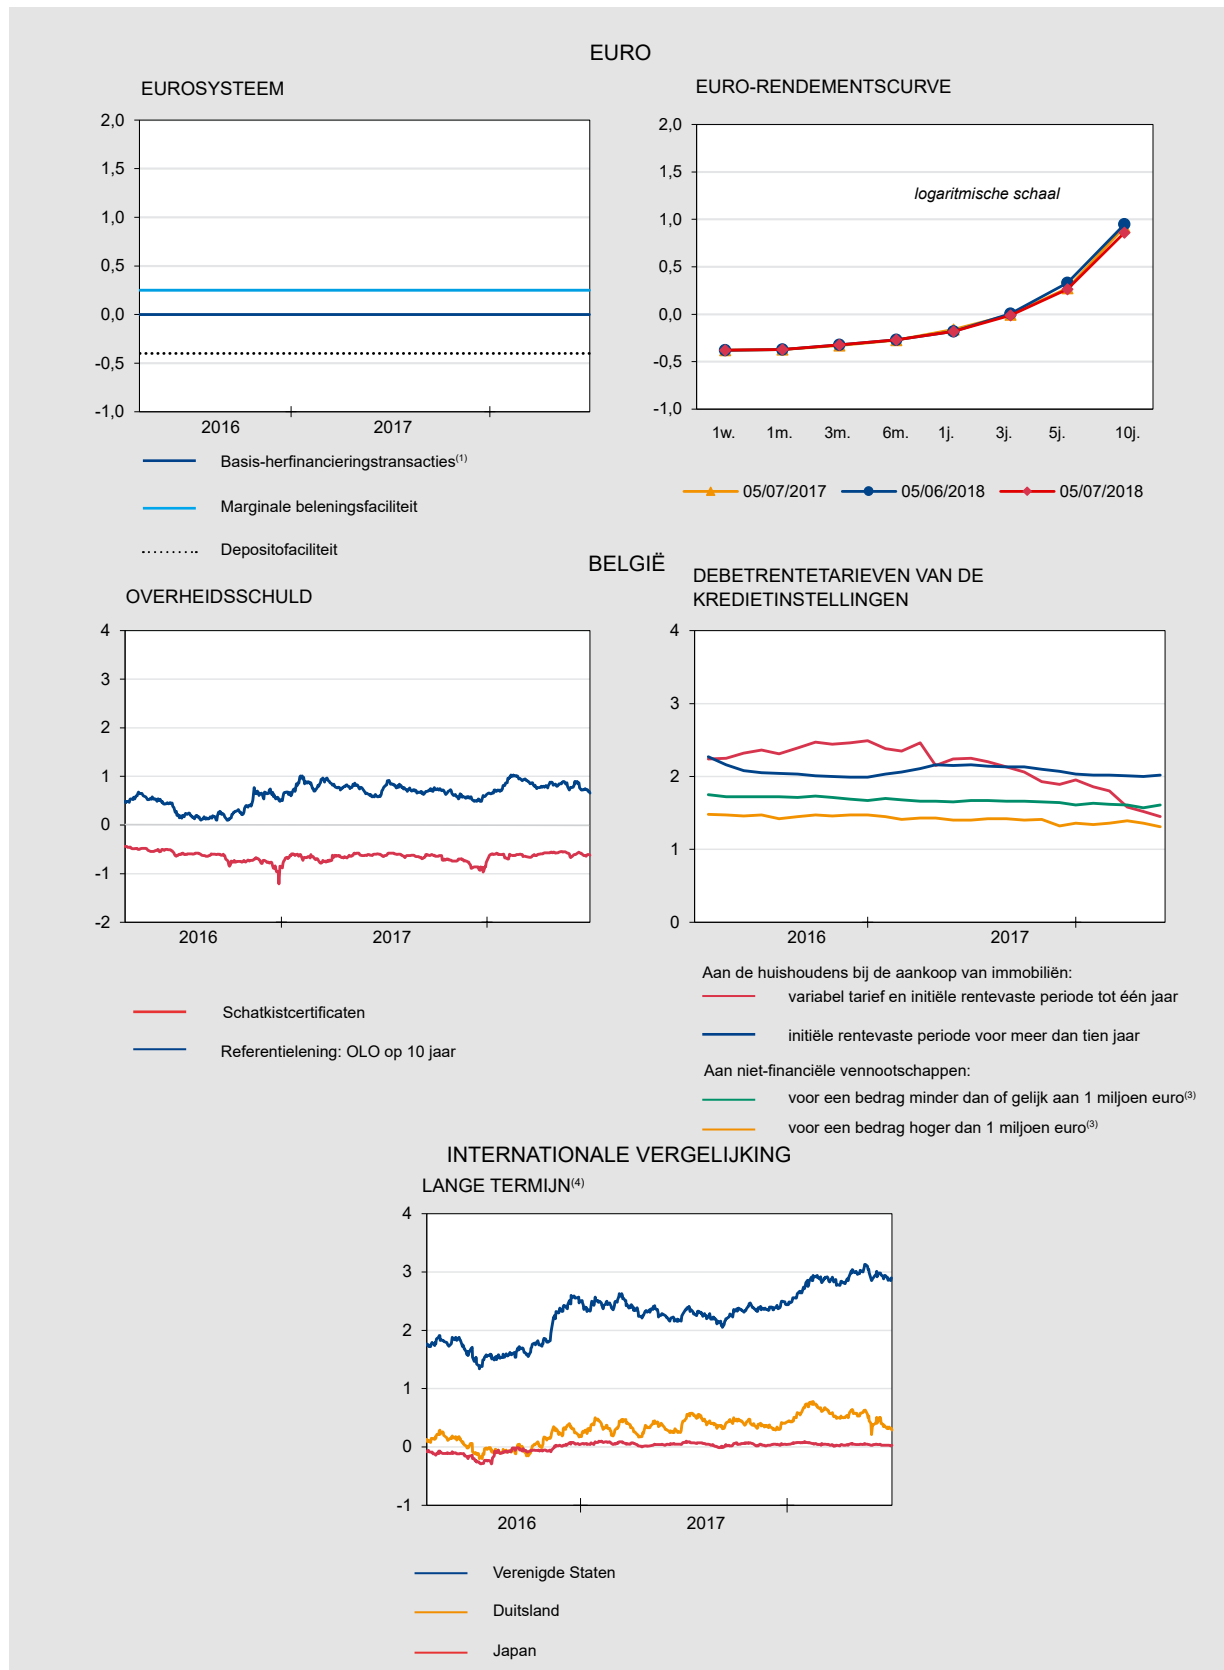 EURO
EUROSYSTEEM
2,0
1,5
1,0
0,5
0,0
-0,5
-1,0
2016
2017
Basis-herfinancieringstransacties(1)
Marginale beleningsfaciliteit
Depositofaciliteit
EURO-RENDEMENTSCURVE
2,0
1,5
1,0
0,5
0,0
-0,5
-1,0
logaritmische schaal
1w. 1m. 3m. 6m. 1j. 3j. 5j. 10j.
05/07/2017 05/06/2018 05/07/2018
BELGIË
OVERHEIDSSCHULD
4
3
2
1
0
-1
-2
2016
2017
Schatkistcertificaten
Referentielening: OLO op 10 jaar
DEBETRENTETARIEVEN VAN DE
KREDIETINSTELLINGEN
4
3
2
1
0
2016
2017
Aan de huishoudens bij de aankoop van immobiliën:
variabel tarief en initiële rentevaste periode tot één jaar
initiële rentevaste periode voor meer dan tien jaar
Aan niet-financiële vennootschappen:
voor een bedrag minder dan of gelijk aan 1 miljoen euro(3)
voor een bedrag hoger dan 1 miljoen euro(3)
INTERNATIONALE VERGELIJKING
LANGE TERMIJN(4)
4
3
2
1
0
-1
2016
2017
Verenigde Staten
Duitsland
Japan